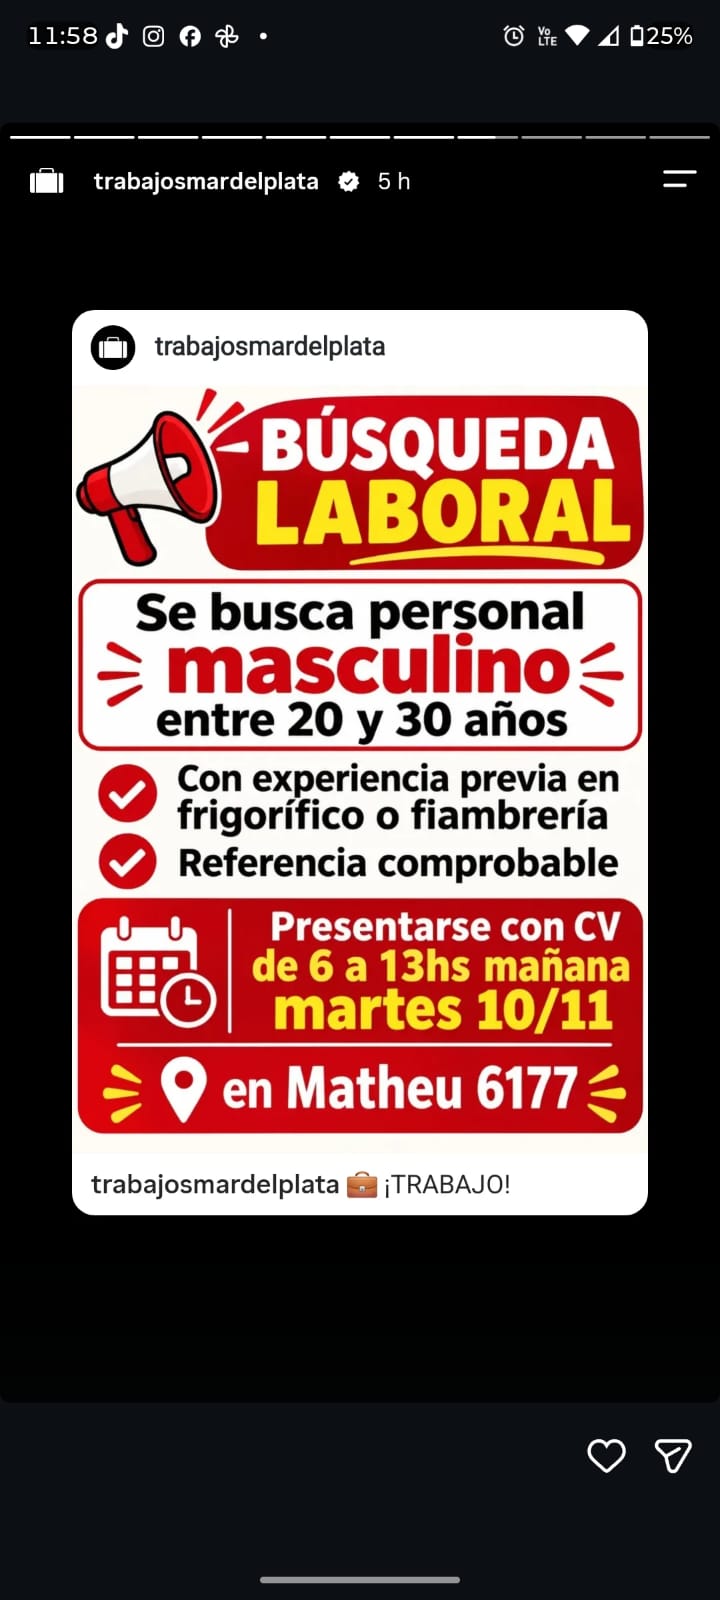 11:58
Vo
LTE
25%
trabajosmardelplata
5 h
trabajosmardelplata
BÚSQUEDA
LABORAL
Se busca personal
masculino
entre 20 y 30 años
Con experiencia previa en
frigorífico o fiambrería
Referencia comprobable
Presentarse con CV
de 6 a 13hs mañana
martes 10/11
en Matheu 6177
trabajosmardelplata 💼 ¡TRABAJO!